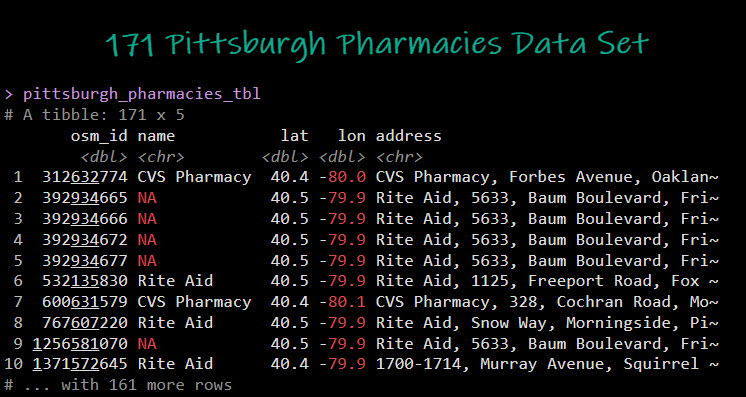 171 Pittsburgh Pharmacies Data Set
> pittsburgh_pharmacies_tbl
# A tibble: 171 x 5
osm_id name lat lon address
<dbl> <chr> <dbl> <dbl> <chr>
1 312632774 CVS Pharmacy 40.4 -80.0 CVS Pharmacy, Forbes Avenue, Oaklan~
2 392934665 NA 40.5 -79.9 Rite Aid, 5633, Baum Boulevard, Fri~
3 392934666 NA 40.5 -79.9 Rite Aid, 5633, Baum Boulevard, Fri~
4 392934672 NA 40.5 -79.9 Rite Aid, 5633, Baum Boulevard, Fri~
5 392934677 NA 40.5 -79.9 Rite Aid, 5633, Baum Boulevard, Fri~
6 532135830 Rite Aid 40.5 -79.9 Rite Aid, 1125, Freeport Road, Fox ~
7 600631579 CVS Pharmacy 40.4 -80.1 CVS Pharmacy, 328, Cochran Road, Mo~
8 767607220 Rite Aid 40.5 -79.9 Rite Aid, Snow Way, Morningside, Pi~
9 1256581070 NA 40.5 -79.9 Rite Aid, 5633, Baum Boulevard, Fri~
10 1371572645 Rite Aid 40.4 -79.9 1700-1714, Murray Avenue, Squirrel ~
# ... with 161 more rows